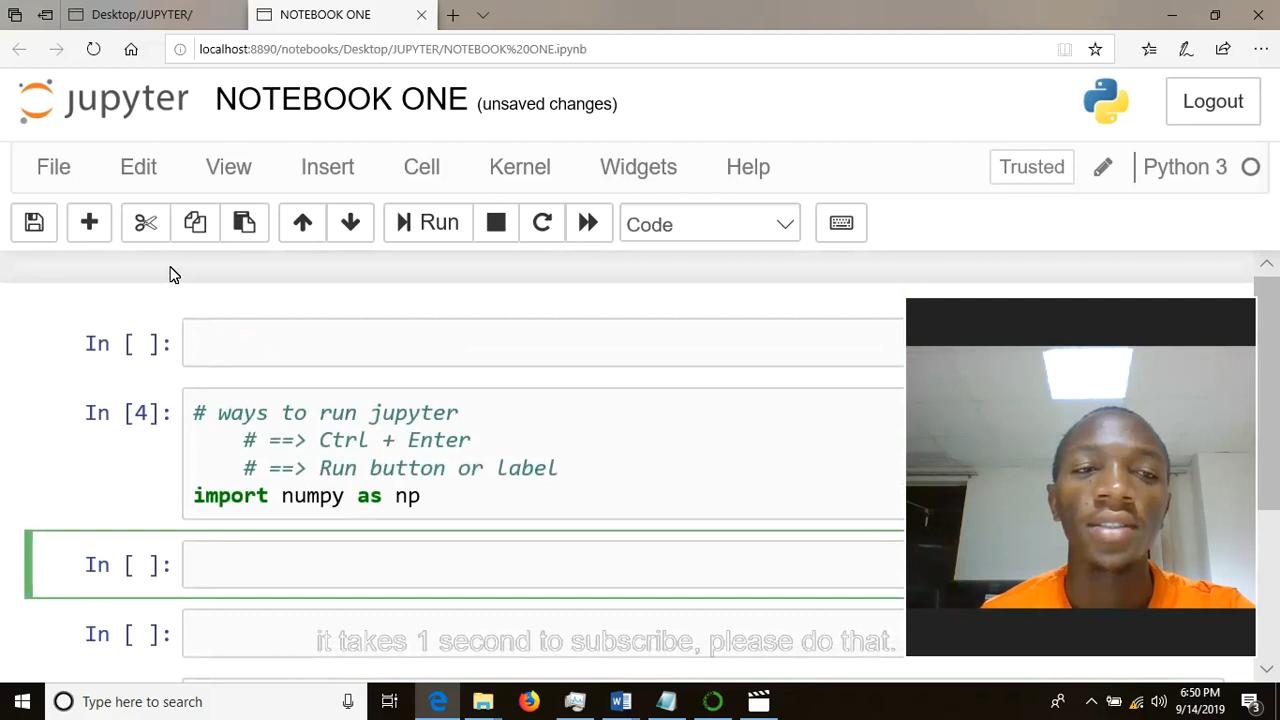 Desktop/JUPYTER/
NOTEBOOK ONE
localhost:8890/notebooks/Desktop/JUPYTER/NOTEBOOK%20ONE.ipynb
jupyter NOTEBOOK ONE (unsaved changes)
Logout
File Edit View Insert Cell Kernel Widgets Help
Trusted
Python 3
Run
Code
In [ ]:
In [4]:
# ways to run jupyter
# ==> Ctrl + Enter
# ==> Run button or label
import numpy as np
In [ ]:
In [ ]:
it takes 1 second to subscribe, please do that.
Type here to search
6:50 PM
9/14/2019
3